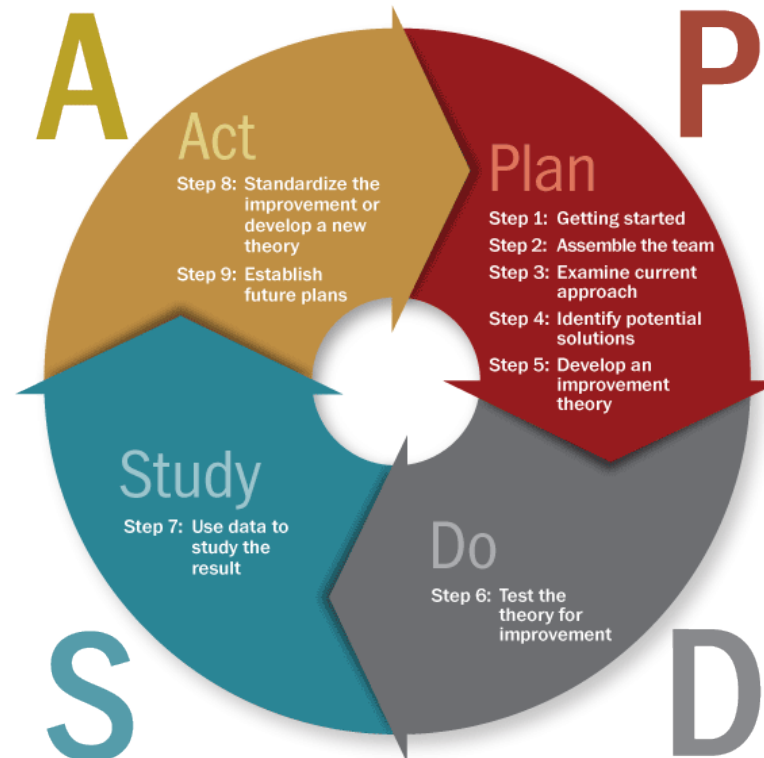 A
P
Act
Step 8: Standardize the
improvement or
develop a new
theory
Step 9: Establish
future plans
Plan
Step 1: Getting started
Step 2: Assemble the team
Step 3: Examine current
approach
Step 4: Identify potential
solutions
Step 5: Develop an
improvement
theory
Study
Step 7: Use data to
study the
result
Do
Step 6: Test the
theory for
improvement
S
D